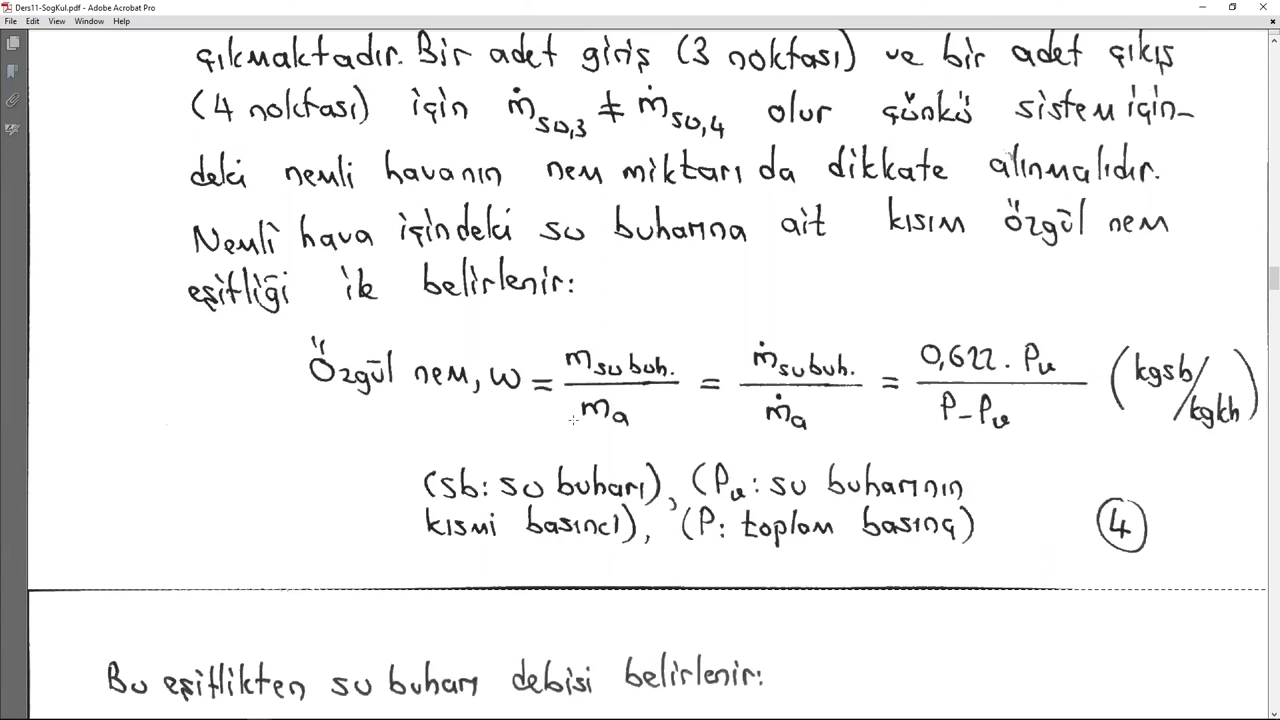 Ders11-SogKul.pdf - Adobe Acrobat Pro
File Edit View Window Help
çıkmaktadır. Bir adet giriş (3 noktası) ve bir adet çıkış
(4 noktası) için ṁsu,3 ≠ ṁsu,4 olur çünkü sistem için-
deki nemli havanın nem miktarı da dikkate alınmalıdır.
Nemli hava içindeki su buharına ait kısım özgül nem
eşitliği ile belirlenir:
Özgül nem, w = msu buh. / ma = ṁsu buh. / ṁa = 0,622 . Pv / P - Pv (kgsb/kgkh)
(sb: su buharı), (Pv: su buharının
kısmi basıncı), (P: toplam basınç) 4
Bu eşitlikten su buharı debisi belirlenir: